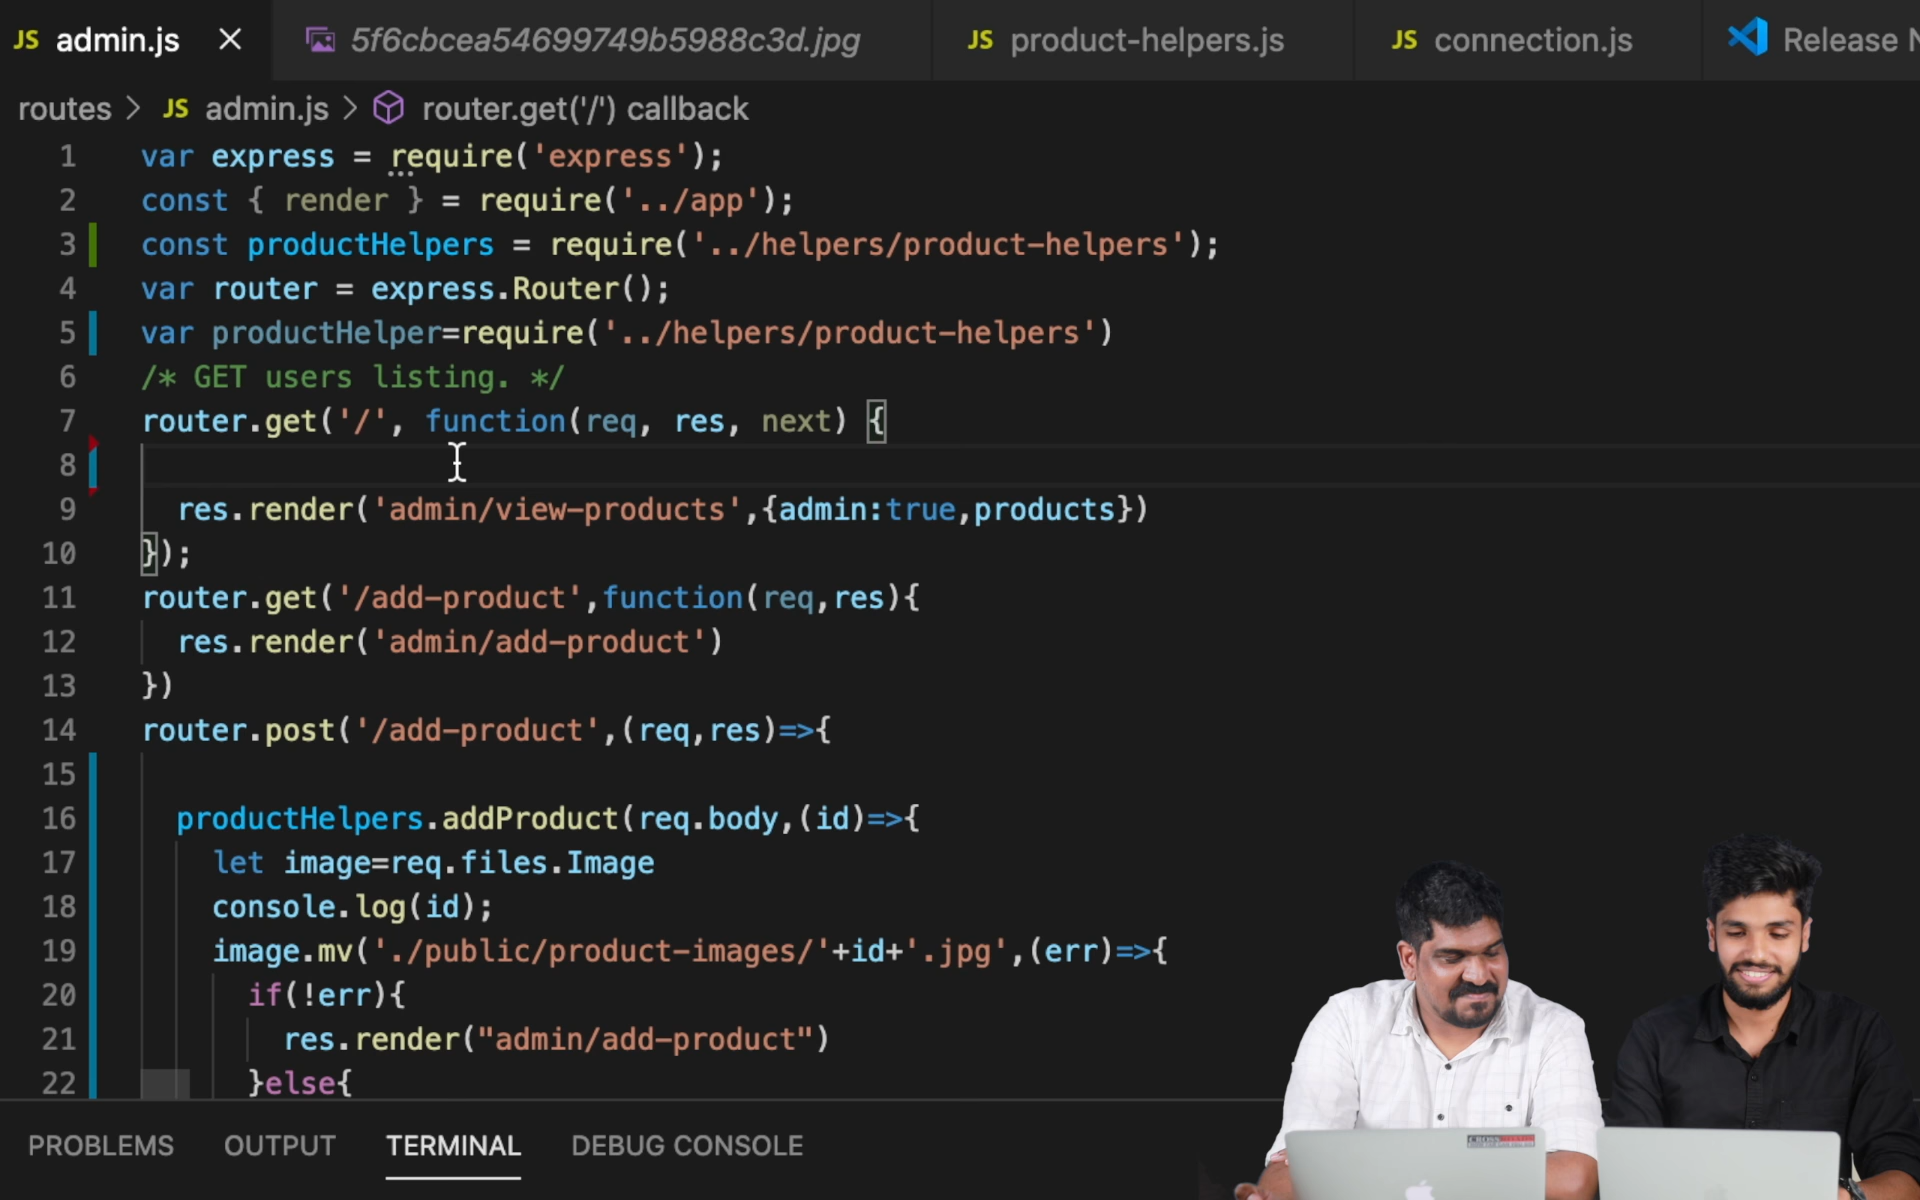 JS admin.js
5f6cbcea54699749b5988c3d.jpg
JS product-helpers.js
JS connection.js
Release N
routes > JS admin.js > router.get('/') callback
1 var express = require('express');
2 const { render } = require('../app');
3 const productHelpers = require('../helpers/product-helpers');
4 var router = express.Router();
5 var productHelper=require('../helpers/product-helpers')
6 /* GET users listing. */
7 router.get('/', function(req, res, next) {
8
9 res.render('admin/view-products',{admin:true,products})
10 });
11 router.get('/add-product',function(req,res){
12 res.render('admin/add-product')
13 })
14 router.post('/add-product',(req,res)=>{
15
16 productHelpers.addProduct(req.body,(id)=>{
17 let image=req.files.Image
18 console.log(id);
19 image.mv('./public/product-images/'+id+'.jpg',(err)=>{
20 if(!err){
21 res.render("admin/add-product")
22 }else{
PROBLEMS OUTPUT TERMINAL DEBUG CONSOLE